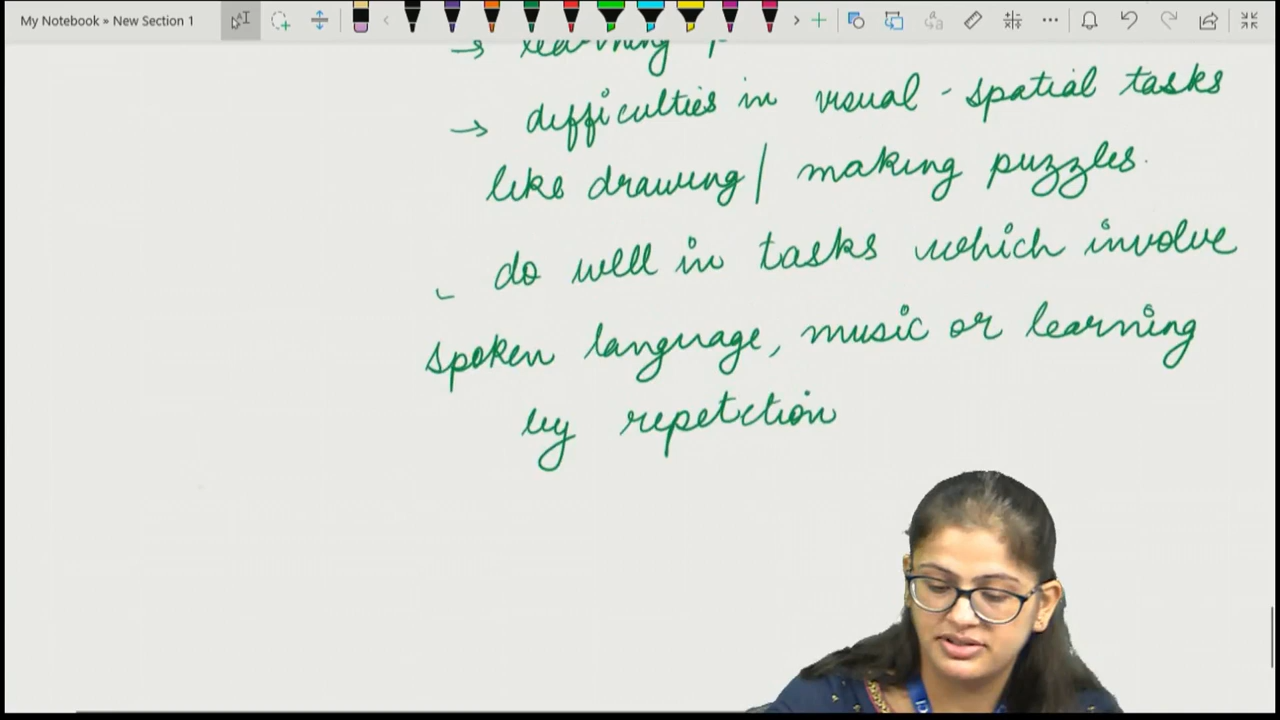 My Notebook » New Section 1
→ learning
→ difficulties in visual - spatial tasks
like drawing / making puzzles.
do well in tasks which involve
spoken language, music or learning
by repetition